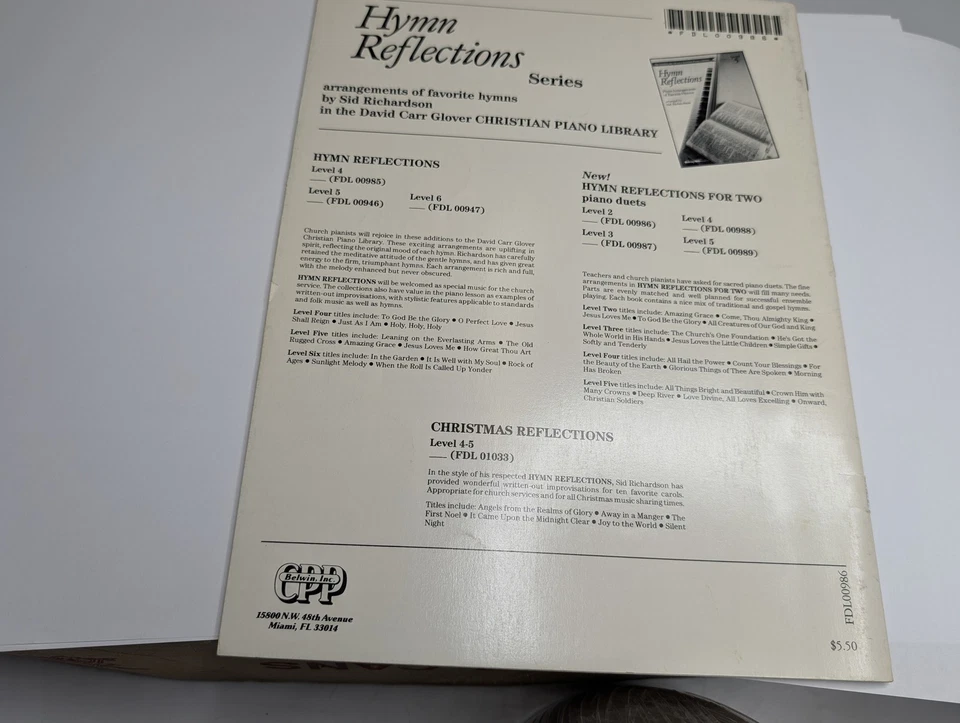 Hymn
Reflections
Series
arrangements of favorite hymns
by Sid Richardson
in the David Carr Glover CHRISTIAN PIANO LIBRARY
*FDL00986*
Hymn
Reflections
HYMN REFLECTIONS
Level 4
(FDL 00985)
Level 5
(FDL 00946)
Level 6
(FDL 00947)
Church pianists will rejoice in these additions to the David Carr Glover
Christian Piano Library. These exciting arrangements are uplifting in
spirit, reflecting the original mood of each hymn. Richardson has carefully
retained the meditative attitude of the gentle hymns, and has given great
energy to the firm, triumphant hymns. Each arrangement is rich and full,
with the melody enhanced but never obscured.
HYMN REFLECTIONS will be welcomed as special music for the church
service. The collections also have value in the piano lesson as examples of
written-out improvisations, with stylistic features applicable to standards
and folk music as well as hymns.
Level Four titles include: To God Be the Glory • O Perfect Love • Jesus
Shall Reign • Just As I Am • Holy, Holy, Holy
Level Five titles include: Leaning on the Everlasting Arms • The Old
Rugged Cross • Amazing Grace • Jesus Loves Me • How Great Thou Art
Level Six titles include: In the Garden • It Is Well with My Soul • Rock of
Ages • Sunlight Melody • When the Roll Is Called Up Yonder
New!
HYMN REFLECTIONS FOR TWO
piano duets
Level 2
(FDL 00986)
Level 3
(FDL 00987)
Level 4
(FDL 00988)
Level 5
(FDL 00989)
Teachers and church pianists have asked for sacred piano duets. The fine
arrangements in HYMN REFLECTIONS FOR TWO will fill many needs.
Parts are evenly matched and well planned for successful ensemble
playing. Each book contains a nice mix of traditional and gospel hymns.
Level Two titles include: Amazing Grace • Come, Thou Almighty King •
Jesus Loves Me • To God Be the Glory • All Creatures of Our God and King
Level Three titles include: The Church's One Foundation • He's Got the
Whole World in His Hands • Jesus Loves the Little Children • Simple Gifts •
Softly and Tenderly
Level Four titles include: All Hail the Power • Count Your Blessings • For
the Beauty of the Earth • Glorious Things of Thee Are Spoken • Morning
Has Broken
Level Five titles include: All Things Bright and Beautiful • Crown Him with
Many Crowns • Deep River • Love Divine, All Loves Excelling • Onward,
Christian Soldiers
CHRISTMAS REFLECTIONS
Level 4-5
(FDL 01033)
In the style of his respected HYMN REFLECTIONS, Sid Richardson has
provided wonderful written-out improvisations for ten favorite carols.
Appropriate for church services and for all Christmas music sharing times.
Titles include: Angels from the Realms of Glory • Away in a Manger • The
First Noel • It Came Upon the Midnight Clear • Joy to the World • Silent
Night
CPP
Belwin, Inc.
15800 N.W. 48th Avenue
Miami, FL 33014
FDL00986
$5.50